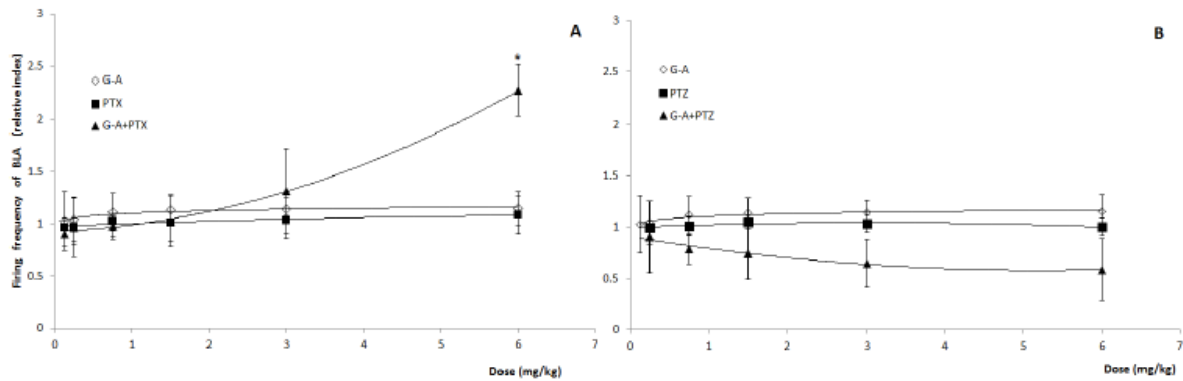 Firing frequency of BLA [relative index]
3
2.5
2
1.5
1
0.5
0
A
G-A
PTX
G-A+PTX
*
0 1 2 3 4 5 6 7
Dose (mg/kg)
3
2.5
2
1.5
1
0.5
0
B
G-A
PTZ
G-A+PTZ
0 1 2 3 4 5 6 7
Dose (mg/kg)